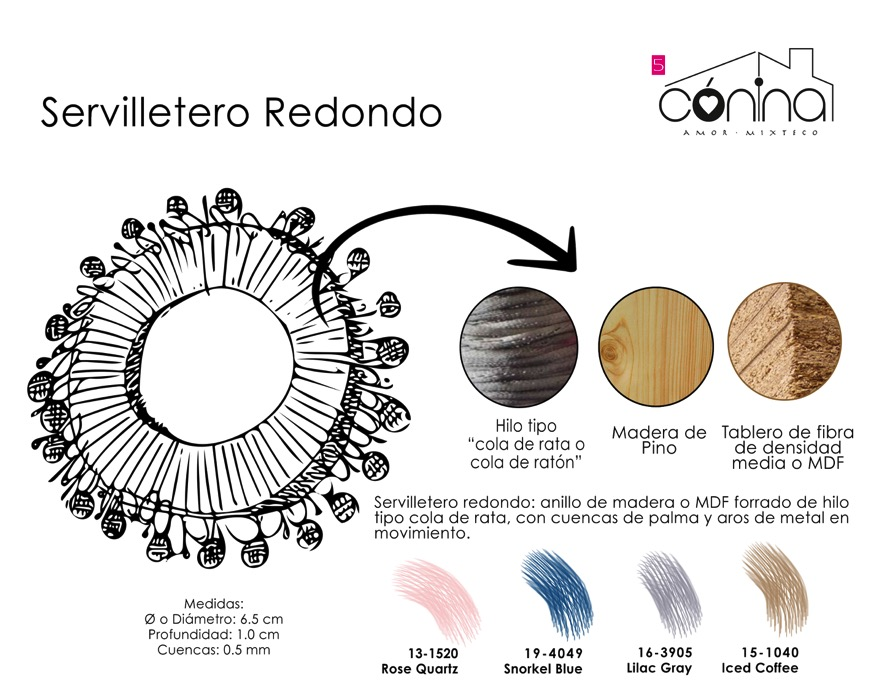 Servilletero Redondo
5
cónina
AMOR · MIXTECO
Hilo tipo
“cola de rata o
cola de ratón”
Madera de
Pino
Tablero de fibra
de densidad
media o MDF
Servilletero redondo: anillo de madera o MDF forrado de hilo
tipo cola de rata, con cuencas de palma y aros de metal en
movimiento.
Medidas:
Ø o Diámetro: 6.5 cm
Profundidad: 1.0 cm
Cuencas: 0.5 mm
13-1520
Rose Quartz
19-4049
Snorkel Blue
16-3905
Lilac Gray
15-1040
Iced Coffee